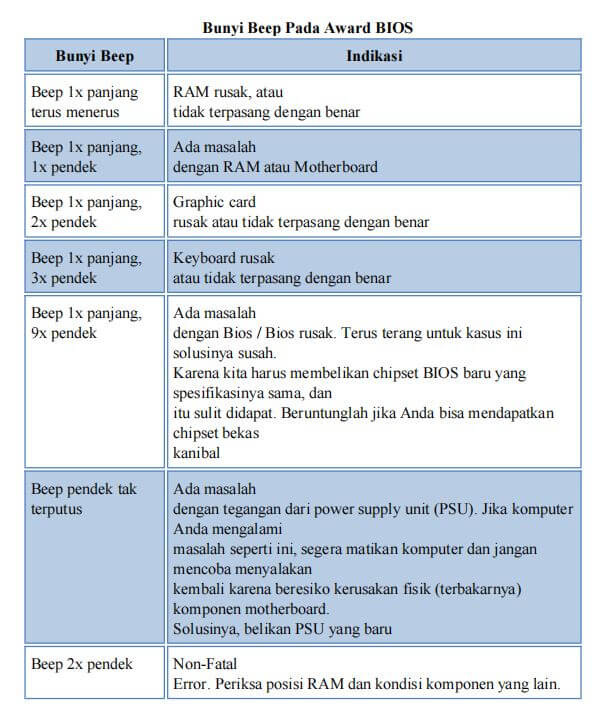 Bunyi Beep Pada Award BIOS
Bunyi Beep
Indikasi
Beep 1x panjang
terus menerus
RAM rusak, atau
tidak terpasang dengan benar
Beep 1x panjang,
1x pendek
Ada masalah
dengan RAM atau Motherboard
Beep 1x panjang,
2x pendek
Graphic card
rusak atau tidak terpasang dengan benar
Beep 1x panjang,
3x pendek
Keyboard rusak
atau tidak terpasang dengan benar
Beep 1x panjang,
9x pendek
Ada masalah
dengan Bios / Bios rusak. Terus terang untuk kasus ini
solusinya susah.
Karena kita harus membelikan chipset BIOS baru yang
spesifikasinya sama, dan
itu sulit didapat. Beruntunglah jika Anda bisa mendapatkan
chipset bekas
kanibal
Beep pendek tak
terputus
Ada masalah
dengan tegangan dari power supply unit (PSU). Jika komputer
Anda mengalami
masalah seperti ini, segera matikan komputer dan jangan
mencoba menyalakan
kembali karena beresiko kerusakan fisik (terbakarnya)
komponen motherboard.
Solusinya, belikan PSU yang baru
Beep 2x pendek
Non-Fatal
Error. Periksa posisi RAM dan kondisi komponen yang lain.